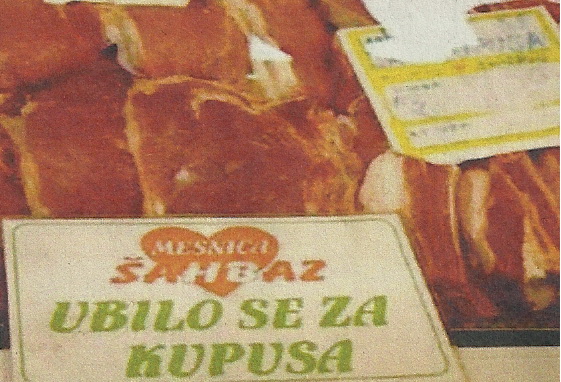 MESNICA
ŠAHBAZ
UBILO SE ZA
KUPUSA